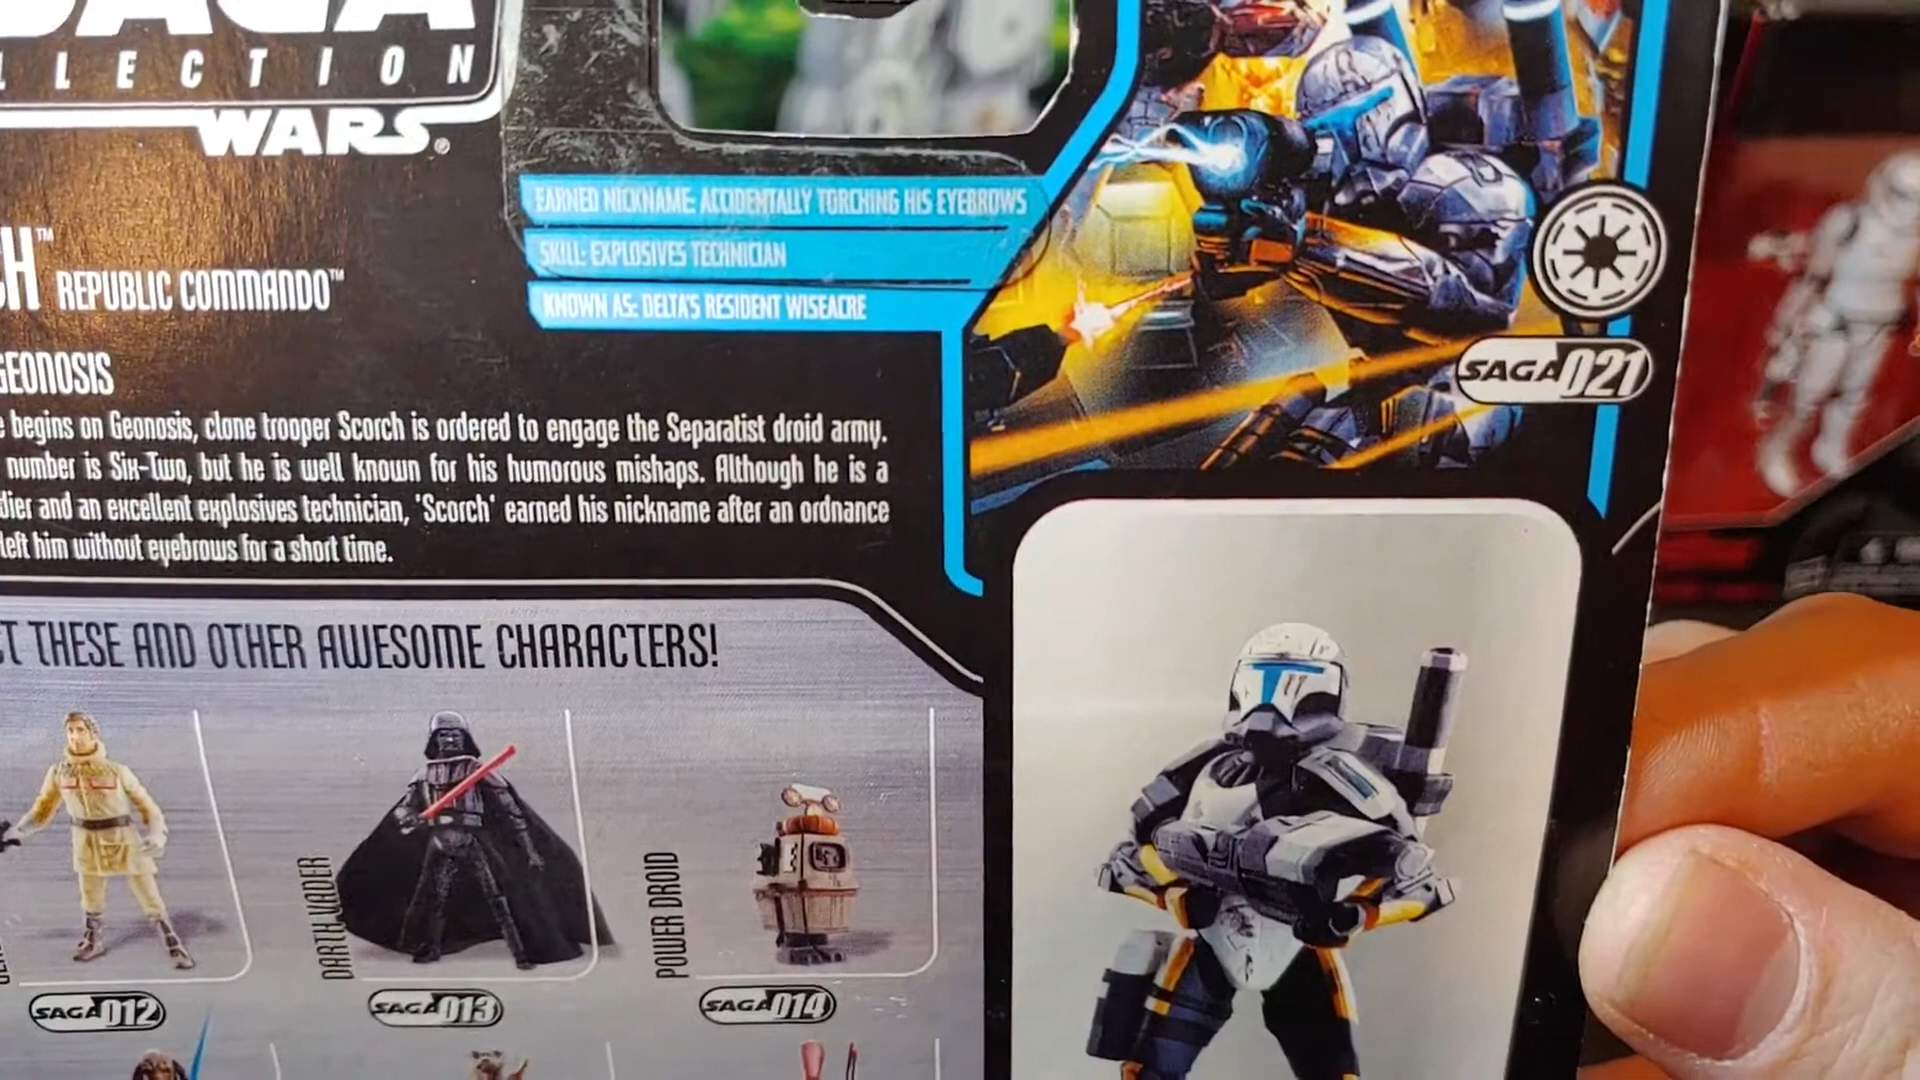 SAGA
LLECTION
WARS®
CH™ REPUBLIC COMMANDO™
EARNED NICKNAME: ACCIDENTALLY TORCHING HIS EYEBROWS
SKILL: EXPLOSIVES TECHNICIAN
KNOWN AS: DELTA'S RESIDENT WISEACRE
GEONOSIS
begins on Geonosis, clone trooper Scorch is ordered to engage the Separatist droid army.
number is Six-Two, but he is well known for his humorous mishaps. Although he is a
dier and an excellent explosives technician, 'Scorch' earned his nickname after an ordnance
left him without eyebrows for a short time.
SAGA 021
CT THESE AND OTHER AWESOME CHARACTERS!
DARTH VADER
POWER DROID
SAGA 012
SAGA 013
SAGA 014